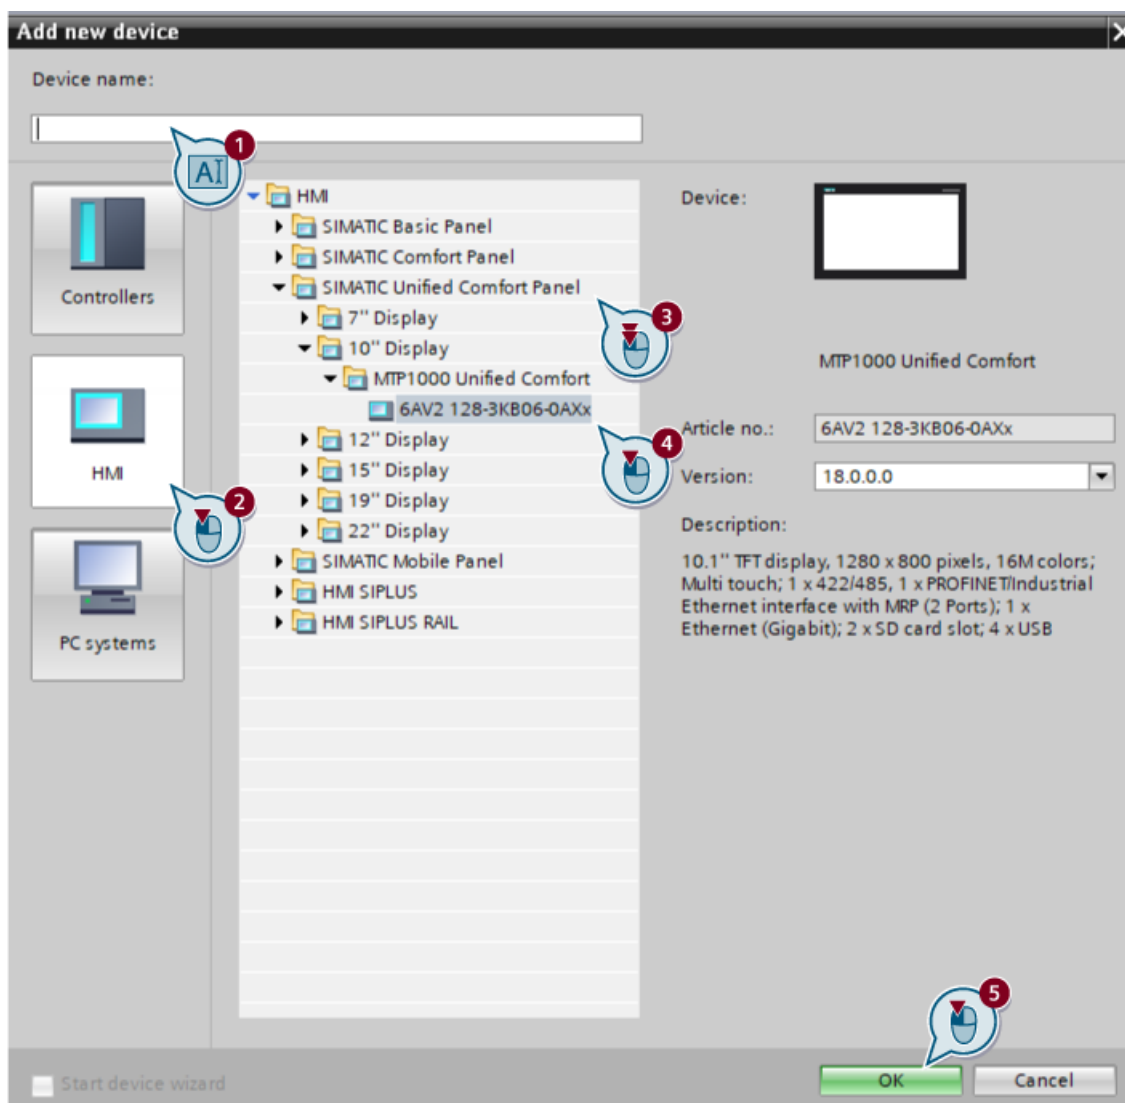 Add new device
Device name:
1
AI
Controllers
HMI
2
PC systems
HMI
SIMATIC Basic Panel
SIMATIC Comfort Panel
SIMATIC Unified Comfort Panel
3
7" Display
10" Display
MTP1000 Unified Comfort
6AV2 128-3KB06-0AXx
4
12" Display
15" Display
19" Display
22" Display
SIMATIC Mobile Panel
HMI SIPLUS
HMI SIPLUS RAIL
Device:
MTP1000 Unified Comfort
Article no.: 6AV2 128-3KB06-0AXx
Version: 18.0.0.0
Description:
10.1'' TFT display, 1280 x 800 pixels, 16M colors;
Multi touch; 1 x 422/485, 1 x PROFINET/Industrial
Ethernet interface with MRP (2 Ports); 1 x
Ethernet (Gigabit); 2 x SD card slot; 4 x USB
5
Start device wizard
OK
Cancel